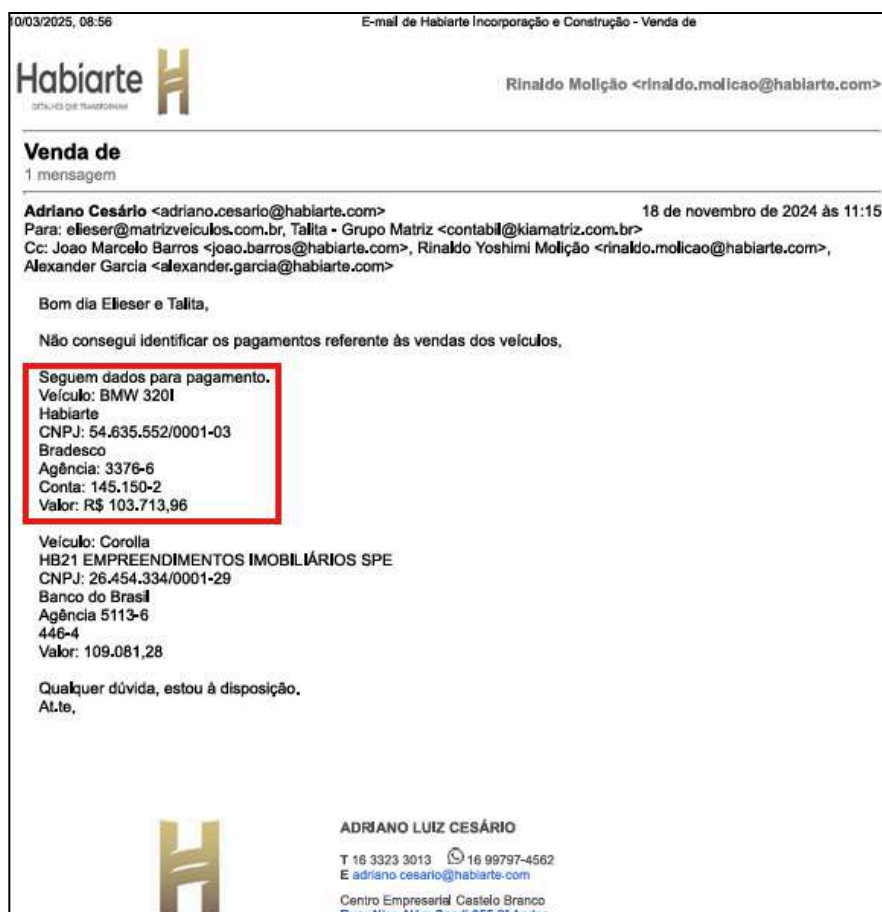 10/03/2025, 08:56
E-mail de Habiarte Incorporação e Construção - Venda de
Habiarte
DETALHES QUE TRANSFORMAM
Rinaldo Molição <rinaldo.molicao@habiarte.com>
Venda de
1 mensagem
Adriano Cesário <adriano.cesario@habiarte.com>
18 de novembro de 2024 às 11:15
Para: elieser@matrizveiculos.com.br, Talita - Grupo Matriz <contabil@kiamatriz.com.br>
Cc: Joao Marcelo Barros <joao.barros@habiarte.com>, Rinaldo Yoshimi Molição <rinaldo.molicao@habiarte.com>,
Alexander Garcia <alexander.garcia@habiarte.com>
Bom dia Elieser e Talita,
Não consegui identificar os pagamentos referente às vendas dos veículos,
Seguem dados para pagamento.
Veículo: BMW 320I
Habiarte
CNPJ: 54.635.552/0001-03
Bradesco
Agência: 3376-6
Conta: 145.150-2
Valor: R$ 103.713,96
Veículo: Corolla
HB21 EMPREENDIMENTOS IMOBILIÁRIOS SPE
CNPJ: 26.454.334/0001-29
Banco do Brasil
Agência 5113-6
446-4
Valor: 109.081,28
Qualquer dúvida, estou à disposição.
At.te,
ADRIANO LUIZ CESÁRIO
T 16 3323 3013 16 99797-4562
E adriano.cesario@habiarte.com
Centro Empresarial Castelo Branco